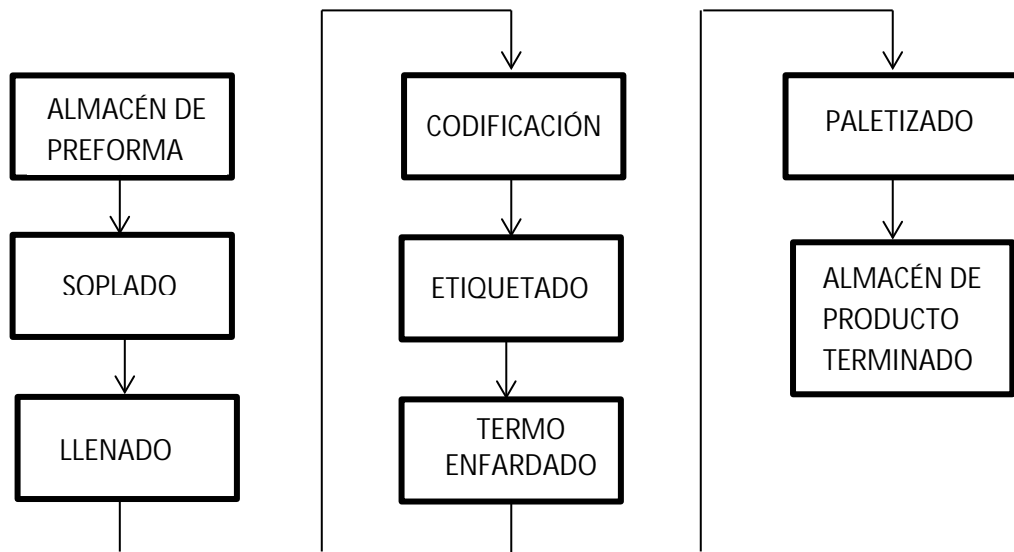 ALMACÉN DE
PREFORMA
SOPLADO
LLENADO
CODIFICACIÓN
ETIQUETADO
TERMO
ENFARDADO
PALETIZADO
ALMACÉN DE
PRODUCTO
TERMINADO